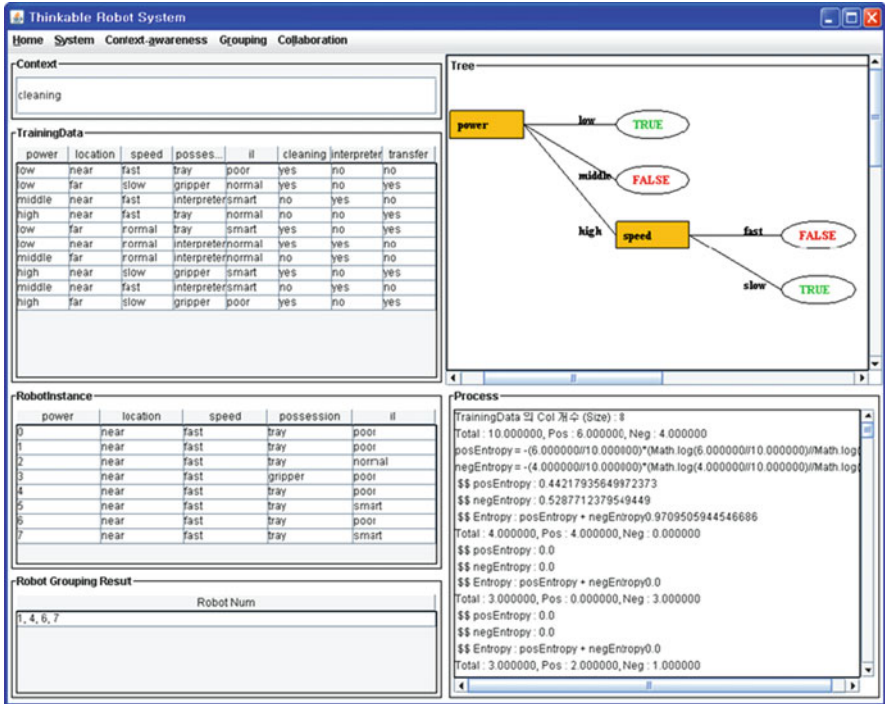 Thinkable Robot System
Home System Context-awareness Grouping Collaboration
Context
cleaning
TrainingData
power location speed posses... il cleaning interpreter transfer
low near fast tray poor yes no no
low far slow gripper normal yes no yes
middle near fast interpreter smart no yes no
high near fast tray normal no no yes
low far normal tray smart yes no yes
low near normal interpreter normal yes yes yes
middle far normal interpreter normal no yes no
high near slow gripper smart yes no yes
middle near fast interpreter smart no yes no
high far slow gripper poor yes no yes
Tree
power
low
TRUE
middle
FALSE
high
speed
fast
FALSE
slow
TRUE
RobotInstance
power location speed possession il
0 near fast tray poor
1 near fast tray poor
2 near fast tray normal
3 near fast gripper poor
4 near fast tray poor
5 near fast tray smart
6 near fast tray poor
7 near fast tray smart
Robot Grouping Result
Robot Num
1, 4, 6, 7
Process
TrainingData 의 Col 개수 (Size) : 8
Total : 10.000000, Pos : 6.000000, Neg : 4.000000
posEntropy = -(6.000000//10.000000)*(Math.log(6.000000//10.000000)//Math.log(
negEntropy = -(4.000000//10.000000)*(Math.log(4.000000//10.000000)//Math.log(
$$ posEntropy : 0.44217935649972373
$$ negEntropy : 0.5287712379549449
$$ Entropy : posEntropy + negEntropy0.9709505944546686
Total : 4.000000, Pos : 4.000000, Neg : 0.000000
$$ posEntropy : 0.0
$$ negEntropy : 0.0
$$ Entropy : posEntropy + negEntropy0.0
Total : 3.000000, Pos : 0.000000, Neg : 3.000000
$$ posEntropy : 0.0
$$ negEntropy : 0.0
$$ Entropy : posEntropy + negEntropy0.0
Total : 3.000000, Pos : 2.000000, Neg : 1.000000